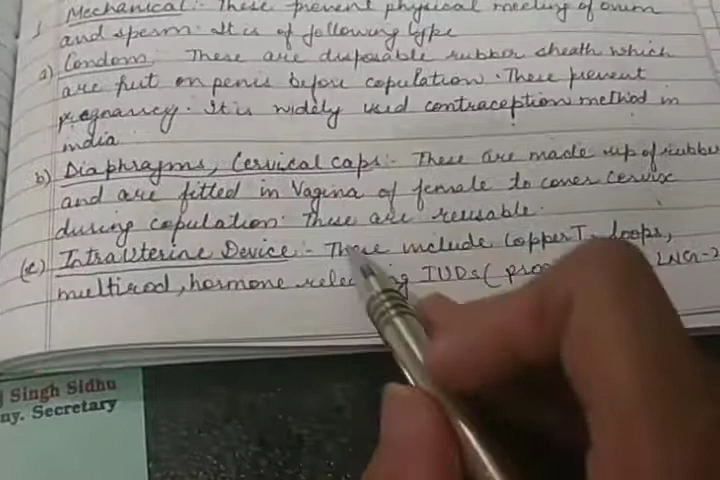 1 Mechanical :- These prevent physical meeting of ovum
and sperm. It is of following type
a) Condom: These are disposable rubber sheath which
are put on penis before copulation. These prevent
pregnancy. It is widely used contraception method in
india.
b) Diaphragms, Cervical caps :- These are made up of rubber
and are fitted in Vagina of female to cover cervix
during copulation. These are reusable.
(c) IntraUterine Device :- These include CopperT, loops,
multirod, hormone IUDs (
Singh Sidhu
ny. Secretary